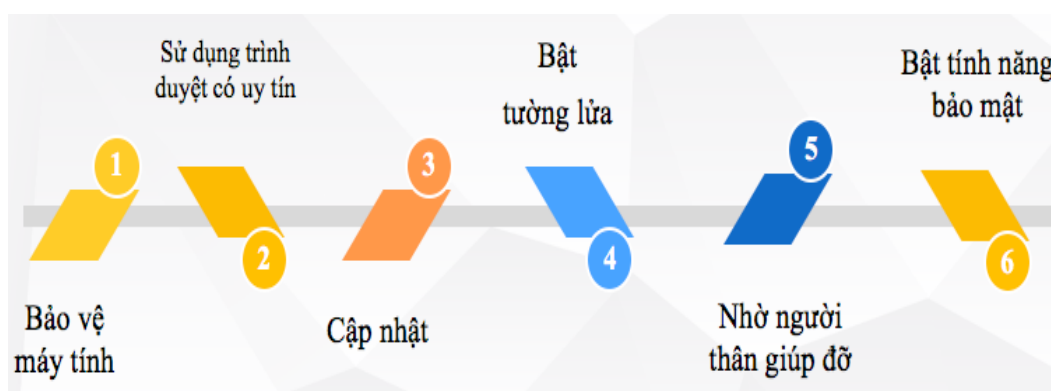 1
Bảo vệ
máy tính
Sử dụng trình
duyệt có uy tín
2
3
Cập nhật
Bật
tường lửa
4
5
Nhờ người
thân giúp đỡ
Bật tính năng
bảo mật
6